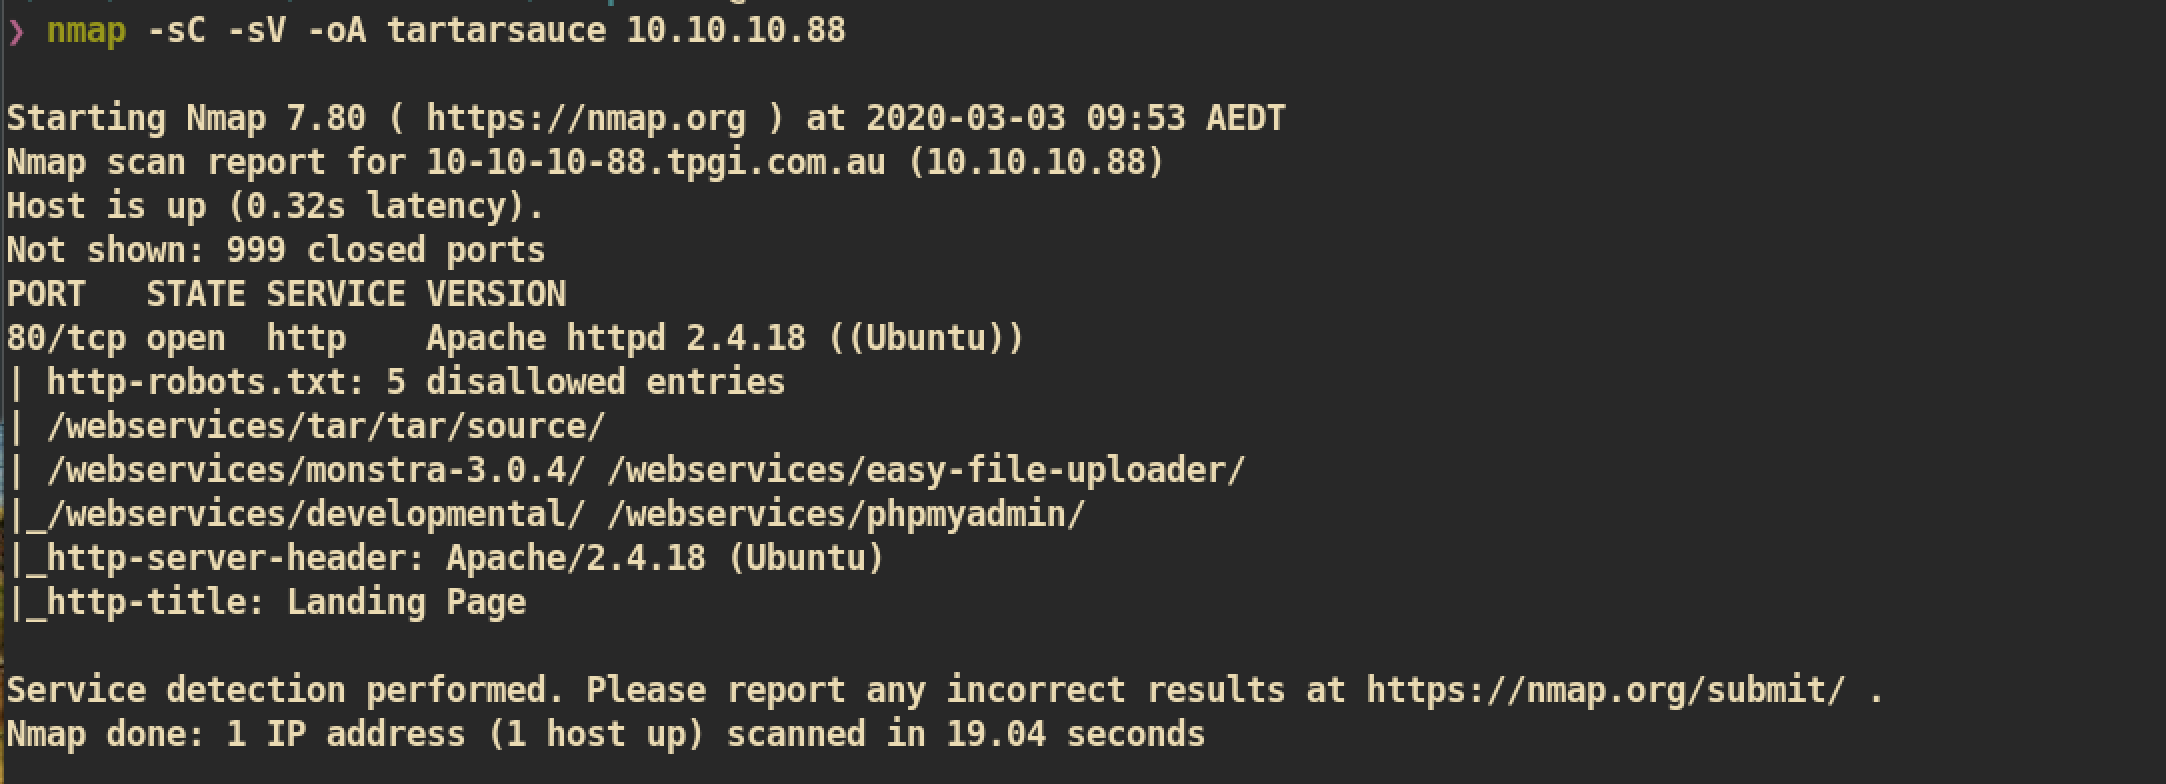 ❯ nmap -sC -sV -oA tartarsauce 10.10.10.88
Starting Nmap 7.80 ( https://nmap.org ) at 2020-03-03 09:53 AEDT
Nmap scan report for 10-10-10-88.tpgi.com.au (10.10.10.88)
Host is up (0.32s latency).
Not shown: 999 closed ports
PORT   STATE SERVICE VERSION
80/tcp open  http    Apache httpd 2.4.18 ((Ubuntu))
| http-robots.txt: 5 disallowed entries
| /webservices/tar/tar/source/
| /webservices/monstra-3.0.4/ /webservices/easy-file-uploader/
|_/webservices/developmental/ /webservices/phpmyadmin/
|_http-server-header: Apache/2.4.18 (Ubuntu)
|_http-title: Landing Page
Service detection performed. Please report any incorrect results at https://nmap.org/submit/ .
Nmap done: 1 IP address (1 host up) scanned in 19.04 seconds